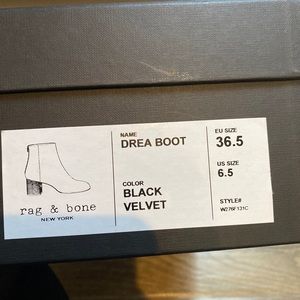 NAME
DREA BOOT
EU SIZE
36.5
US SIZE
6.5
COLOR
BLACK
VELVET
STYLE#
W276F131C
rag & bone
NEW YORK